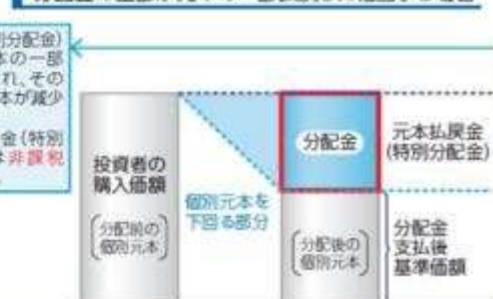 別分配金)
本の一部
れ、その
本が減少
金(特別
は非課税
投資者の
購入価額
(分配前の
個別元本)
個別元本を
下回る部分
分配金
元本払戻金
(特別分配金)
(分配後の
個別元本)
分配金
支払後
基準価額